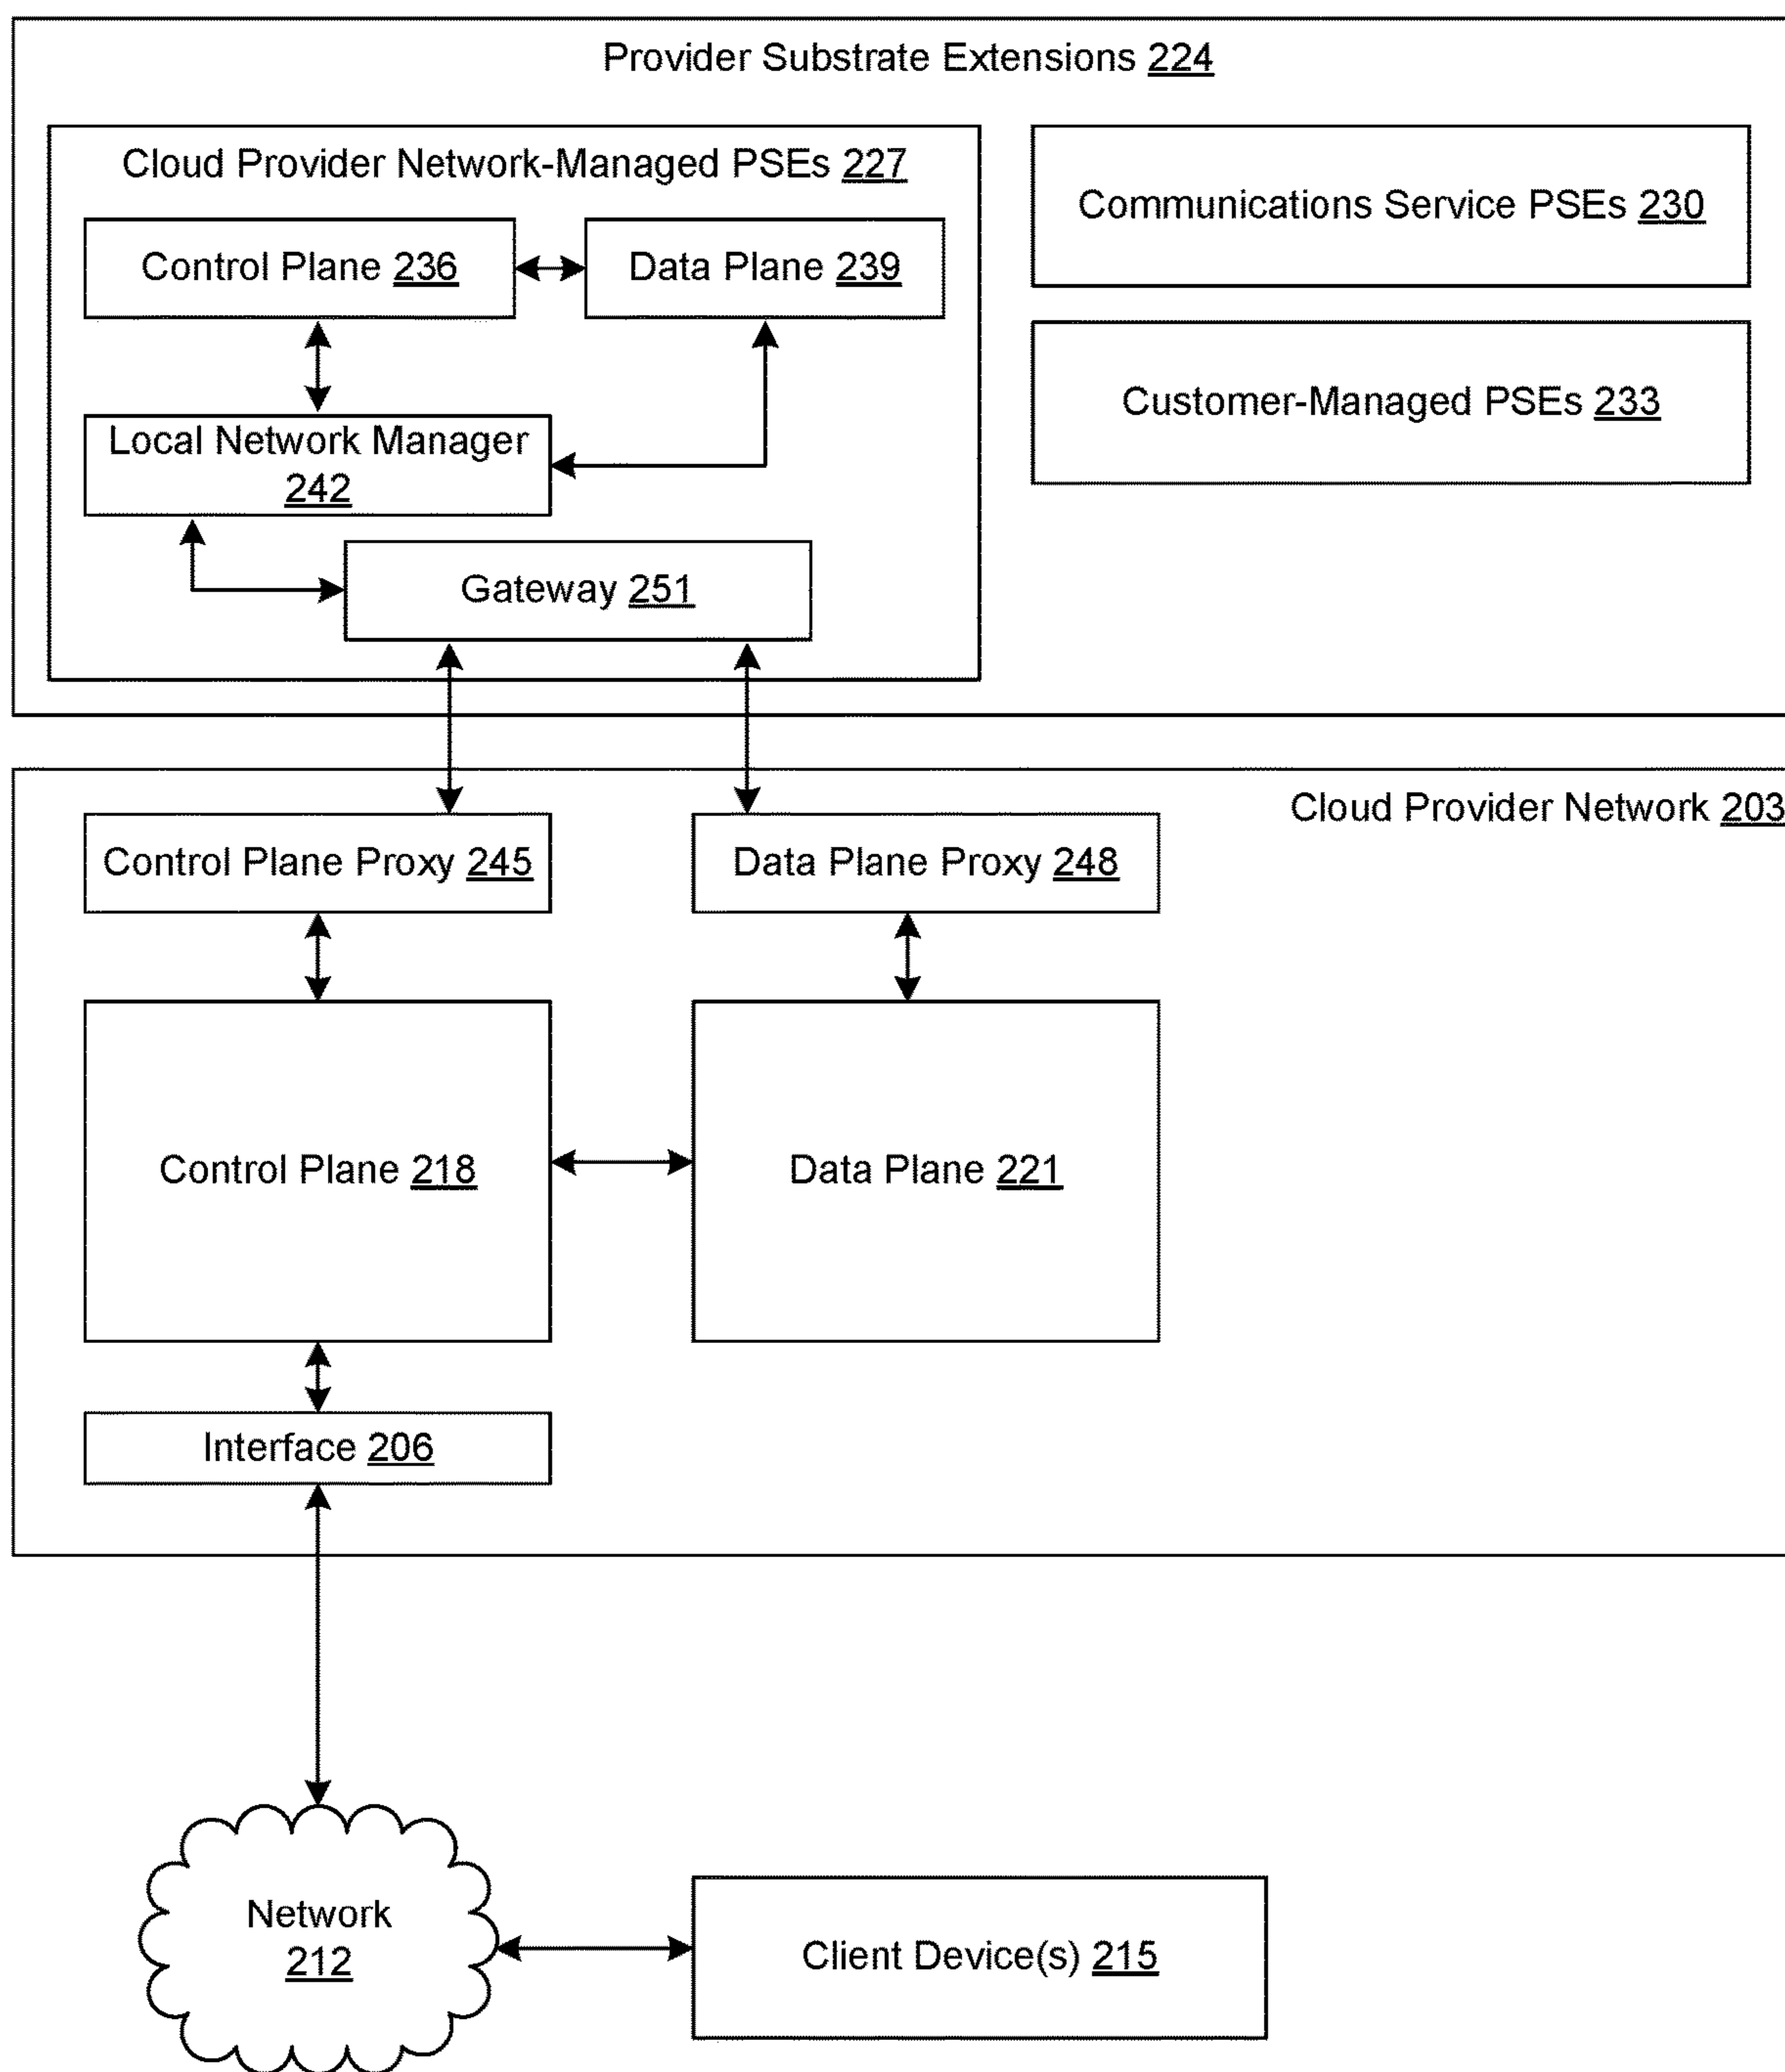 Provider Substrate Extensions 224
Cloud Provider Network-Managed PSEs 227
Communications Service PSEs 230
Control Plane 236
Data Plane 239
Customer-Managed PSEs 233
Local Network Manager
242
Gateway 251
Cloud Provider Network 203
Control Plane Proxy 245
Data Plane Proxy 248
Control Plane 218
Data Plane 221
Interface 206
Network
212
Client Device(s) 215